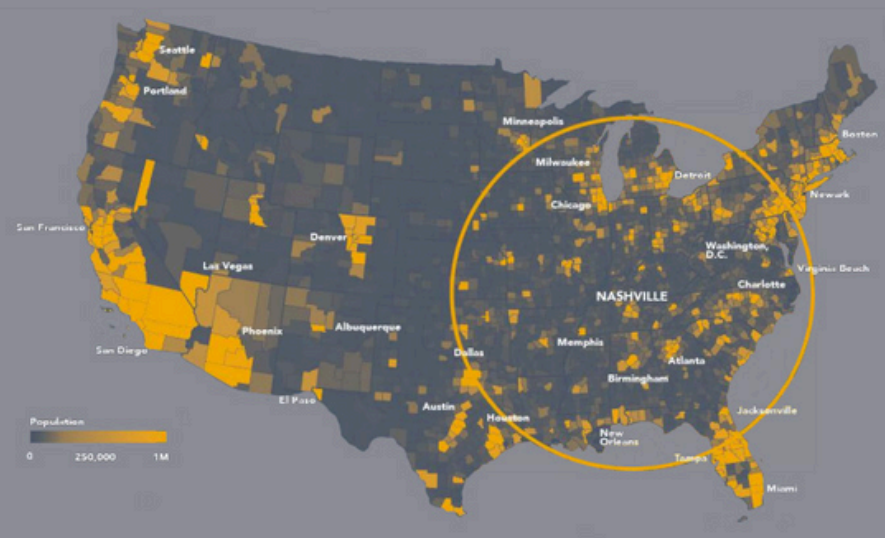 Seattle
Portland
Minneapolis
Boston
Milwaukee
Detroit
Newark
Chicago
San Francisco
Denver
Washington,
D.C.
Las Vegas
Virginia Beach
Charlotte
NASHVILLE
Phoenix
Albuquerque
Memphis
San Diego
Dallas
Atlanta
Birmingham
El Paso
Austin
Houston
Jacksonville
New
Orleans
Tampa
Miami
Population
0 250,000 1M